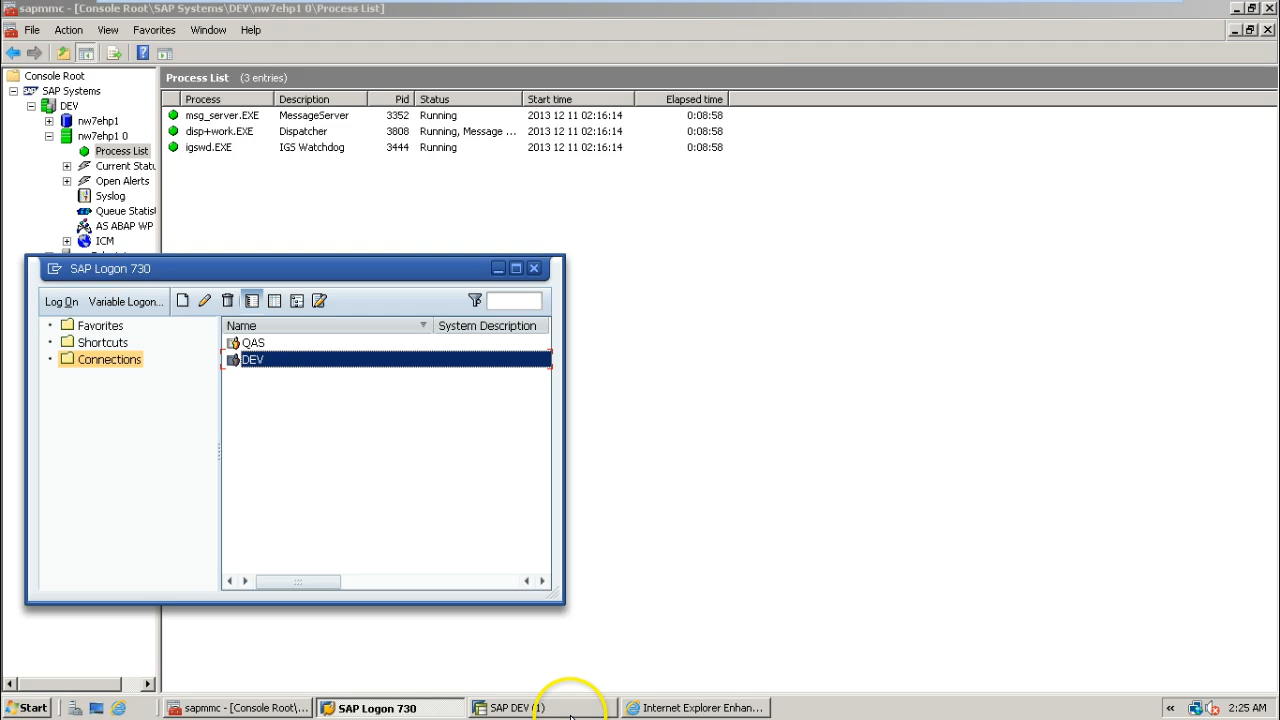 sapmmc - [Console Root\SAP Systems\DEV\nw7ehp1 0\Process List]
File Action View Favorites Window Help
Console Root
SAP Systems
DEV
nw7ehp1
nw7ehp1 0
Process List
Current Statu
Open Alerts
Syslog
Queue Statist
AS ABAP WP
ICM
Process List (3 entries)
Process Description Pid Status Start time Elapsed time
msg_server.EXE MessageServer 3352 Running 2013 12 11 02:16:14 0:08:58
disp+work.EXE Dispatcher 3808 Running, Message ... 2013 12 11 02:16:14 0:08:58
igswd.EXE IGS Watchdog 3444 Running 2013 12 11 02:16:14 0:08:58
SAP Logon 730
Log On Variable Logon...
Favorites
Shortcuts
Connections
Name System Description
QAS
DEV
Start sapmmc - [Console Root\... SAP Logon 730 SAP DEV (1) Internet Explorer Enhan... « 2:25 AM